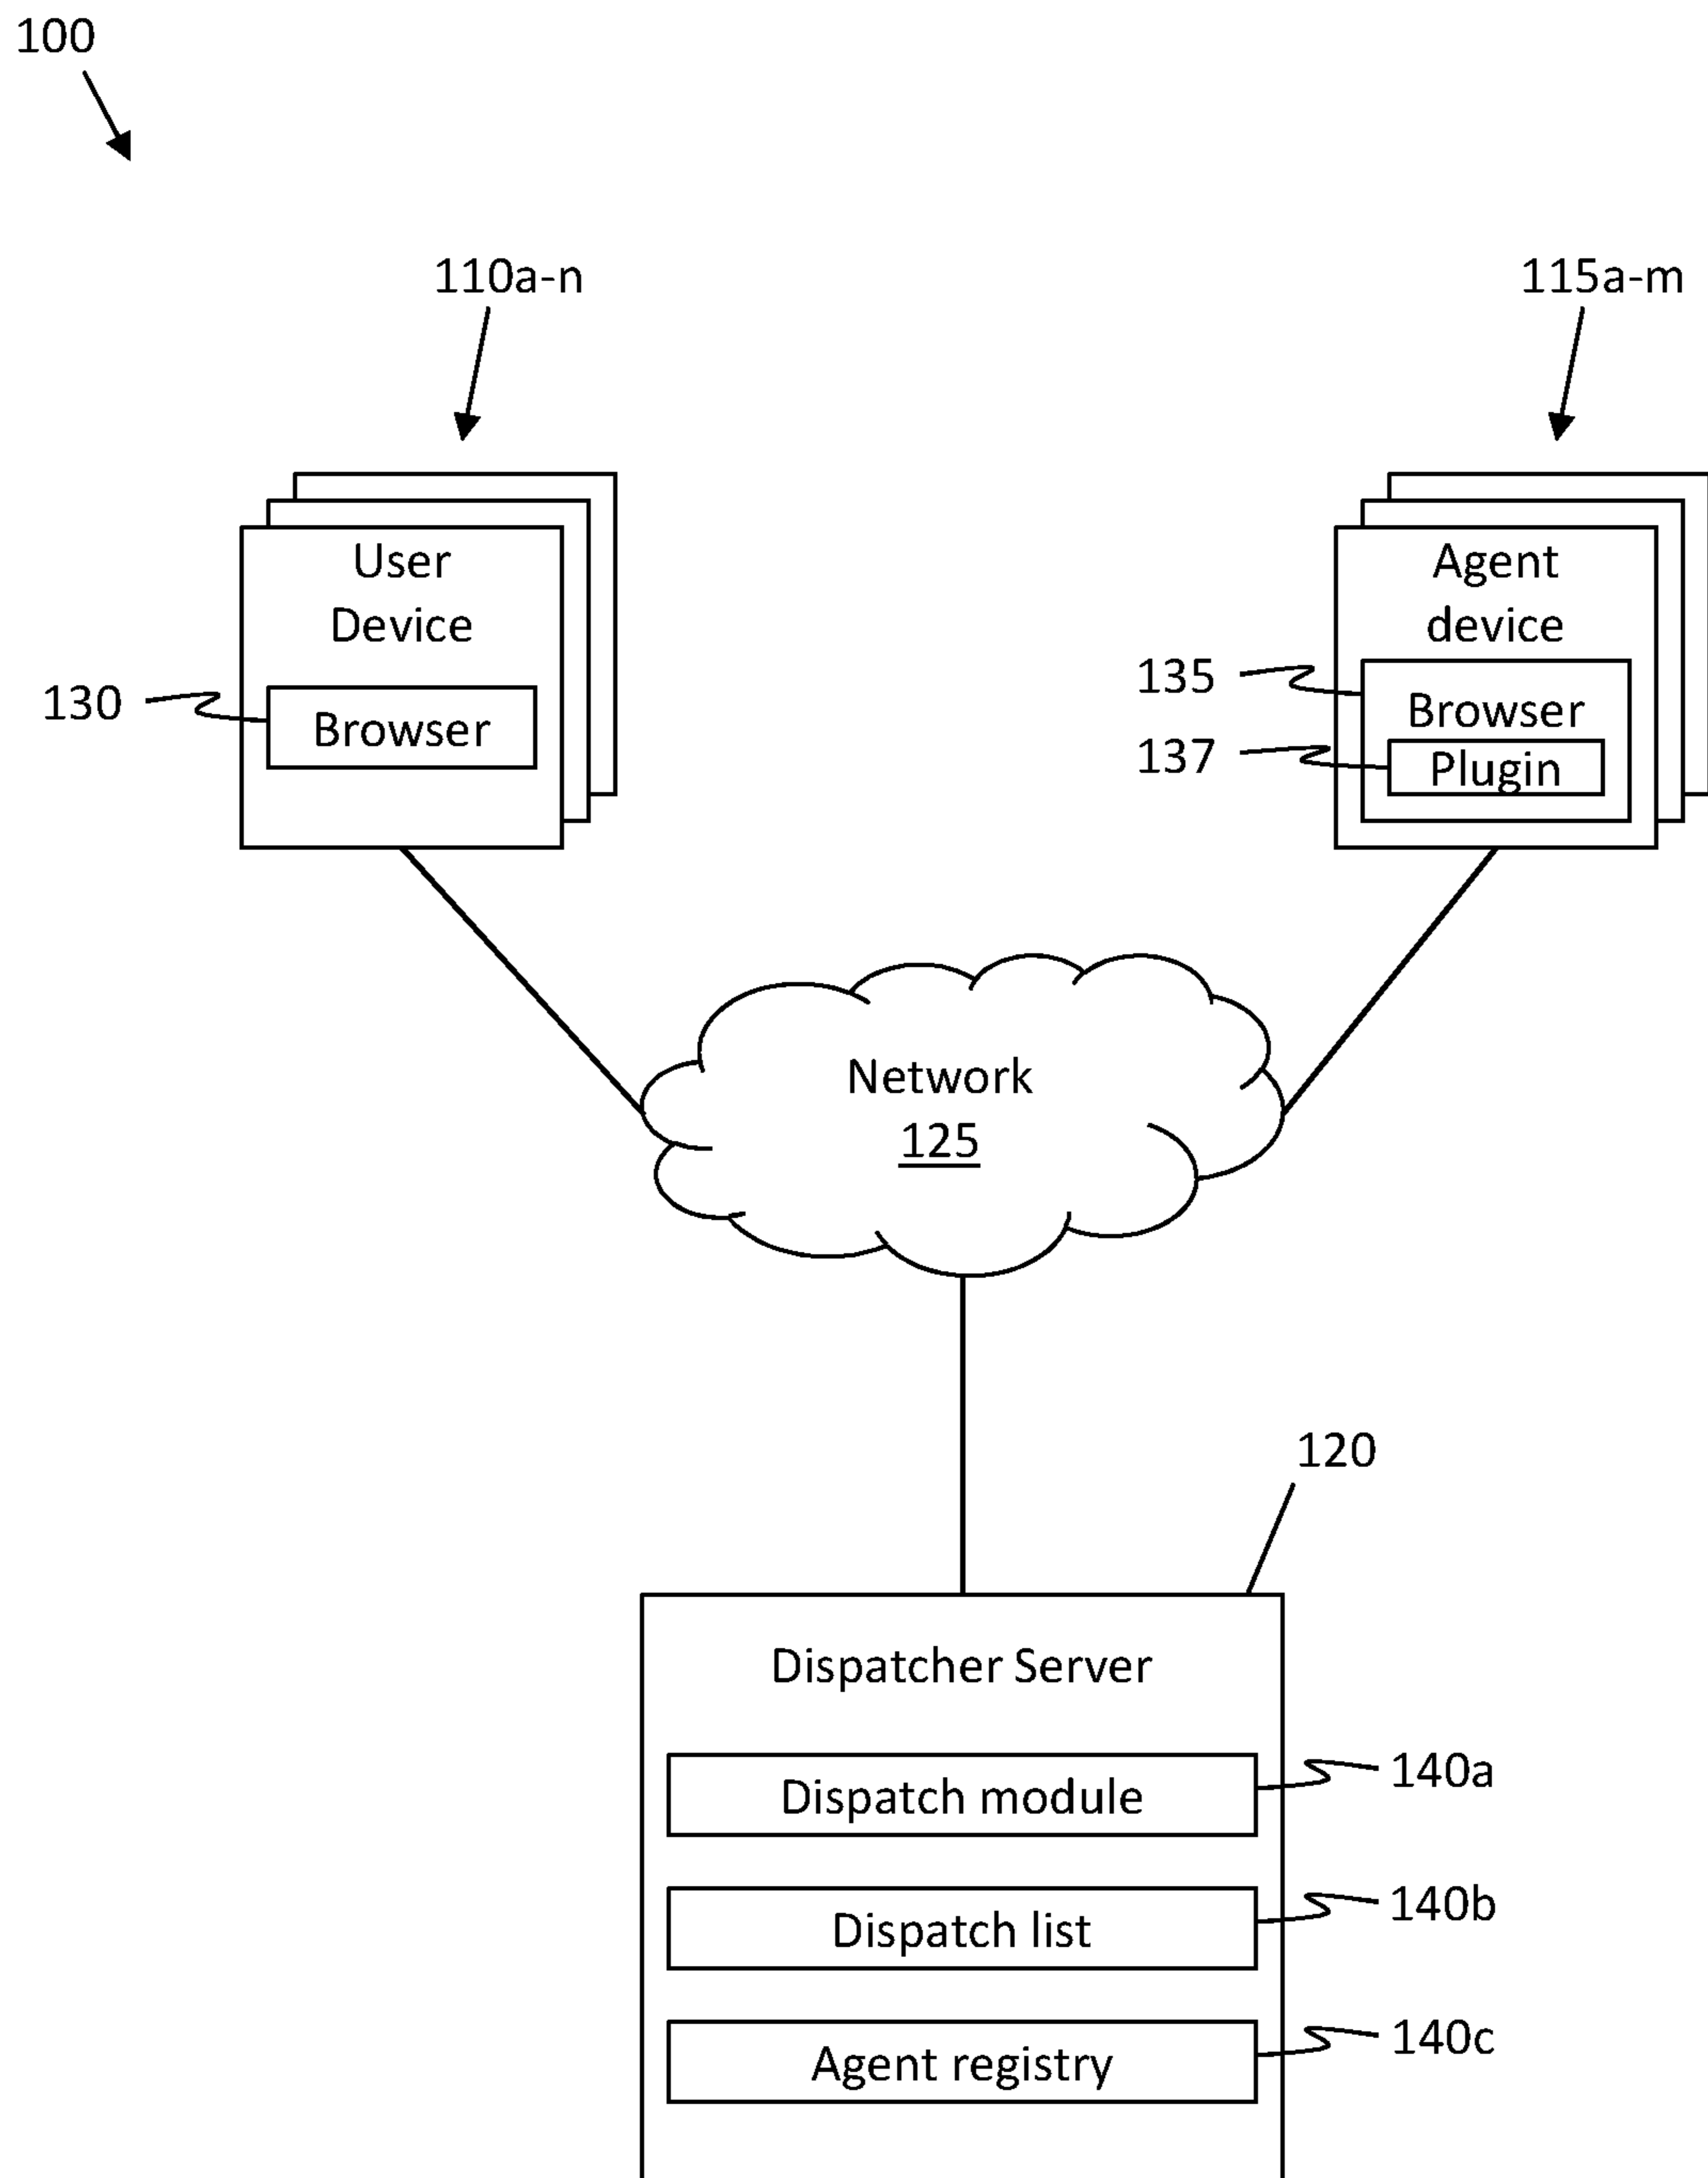 100
110a-n
115a-m
User
Device
130
Browser
Agent
device
135
Browser
137
Plugin
Network
125
120
Dispatcher Server
Dispatch module
140a
Dispatch list
140b
Agent registry
140c